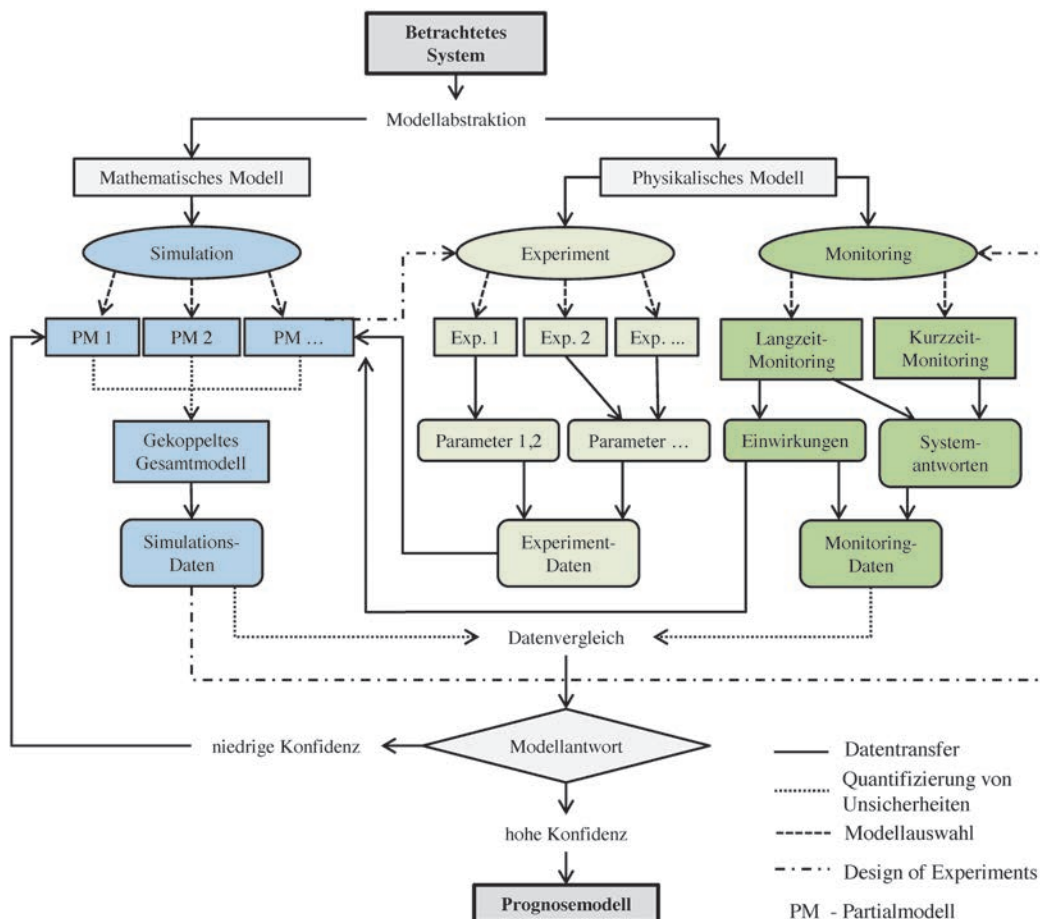 Betrachtetes
System
Modellabstraktion
Mathematisches Modell
Physikalisches Modell
Simulation
Experiment
Monitoring
PM 1
PM 2
PM ...
Exp. 1
Exp. 2
Exp. ...
Langzeit-
Monitoring
Kurzzeit-
Monitoring
Gekoppeltes
Gesamtmodell
Parameter 1,2
Parameter ...
Einwirkungen
System-
antworten
Simulations-
Daten
Experiment-
Daten
Monitoring-
Daten
Datenvergleich
niedrige Konfidenz
Modellantwort
hohe Konfidenz
Prognosemodell
Datentransfer
Quantifizierung von
Unsicherheiten
Modellauswahl
Design of Experiments
PM - Partialmodell